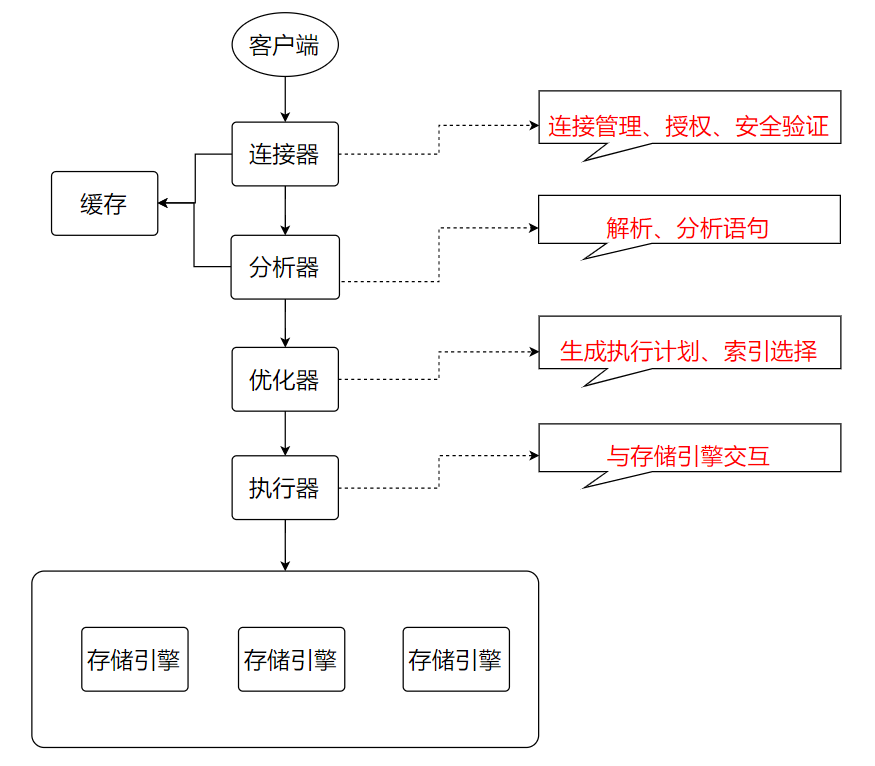 客户端
连接器
连接管理、授权、安全验证
缓存
分析器
解析、分析语句
优化器
生成执行计划、索引选择
执行器
与存储引擎交互
存储引擎
存储引擎
存储引擎